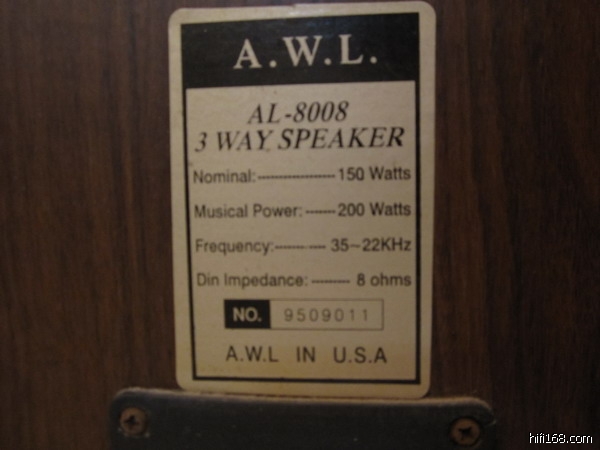 A.W.L.
AL-8008
3 WAY SPEAKER
Nominal:------------------150 Watts
Musical Power:-------200 Watts
Frequency:--------- ---- 35~22KHz
Din Impedance: --------- 8 ohms
NO. 9509011
A.W.L IN U.S.A
hifi168.com